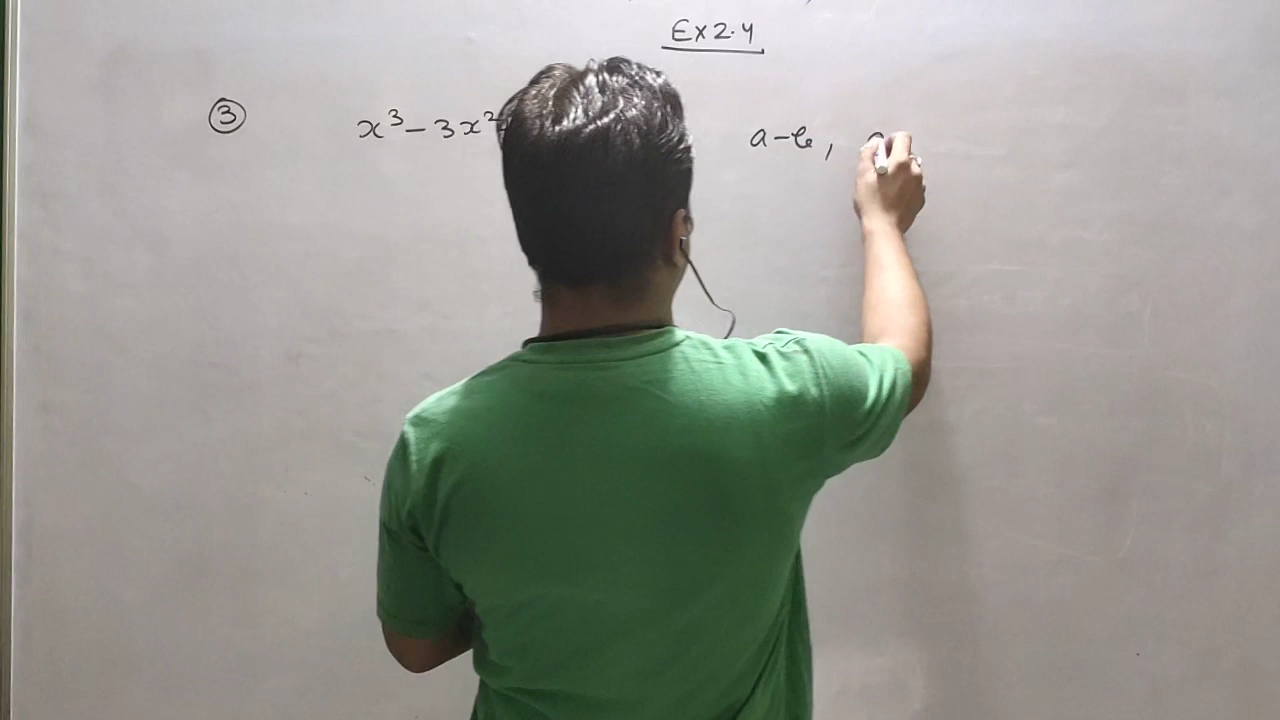 Ex 2.4
③ x³ - 3x² a-b,